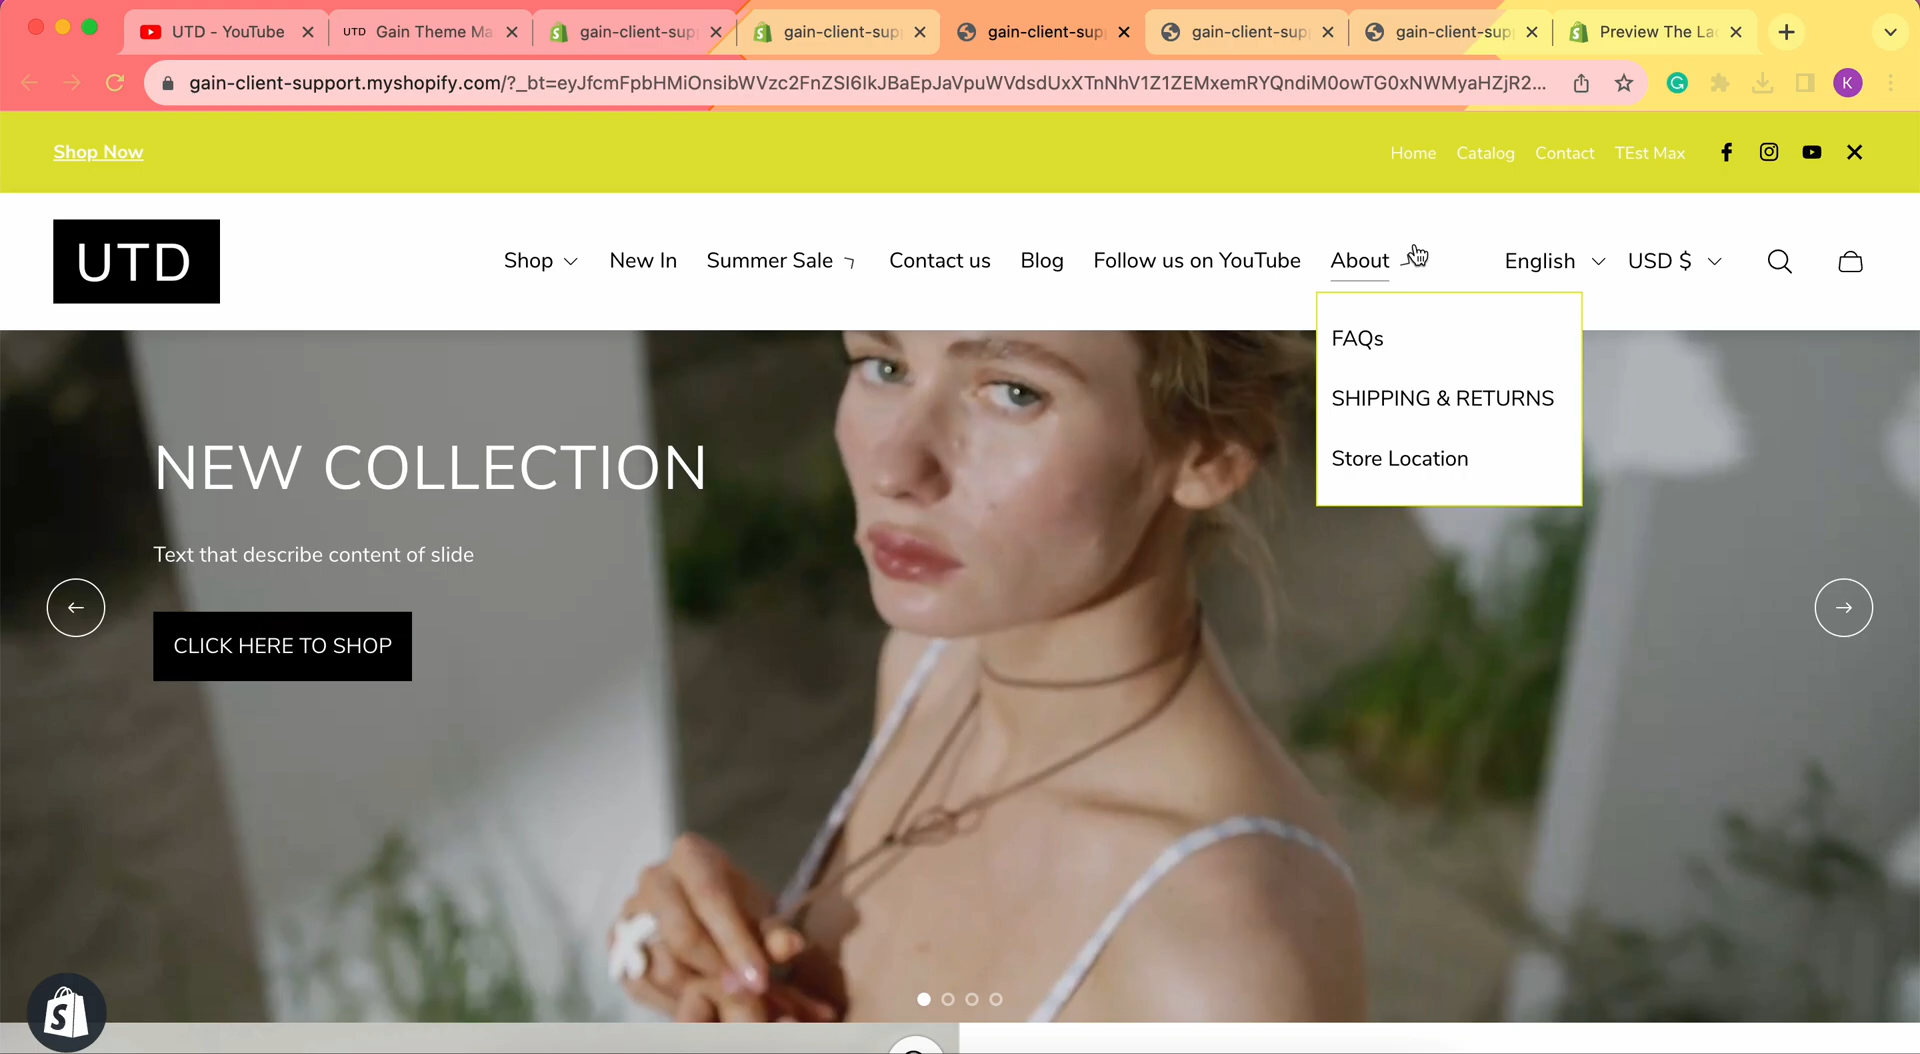 UTD - YouTube
UTD Gain Theme Ma
gain-client-sup
gain-client-sup
gain-client-sup
gain-client-sup
gain-client-sup
Preview The La
gain-client-support.myshopify.com/?_bt=eyJfcmFpbHMiOnsibWVzc2FnZSI6IkJBaEpJaVpuWVdsdUxXTnNhV1Z1ZEMxemRYQndiM0owTG0xNWMyaHZjR2...
K
Shop Now
Home Catalog Contact TEst Max
UTD
Shop New In Summer Sale Contact us Blog Follow us on YouTube About English USD $
FAQs
SHIPPING & RETURNS
Store Location
NEW COLLECTION
Text that describe content of slide
CLICK HERE TO SHOP